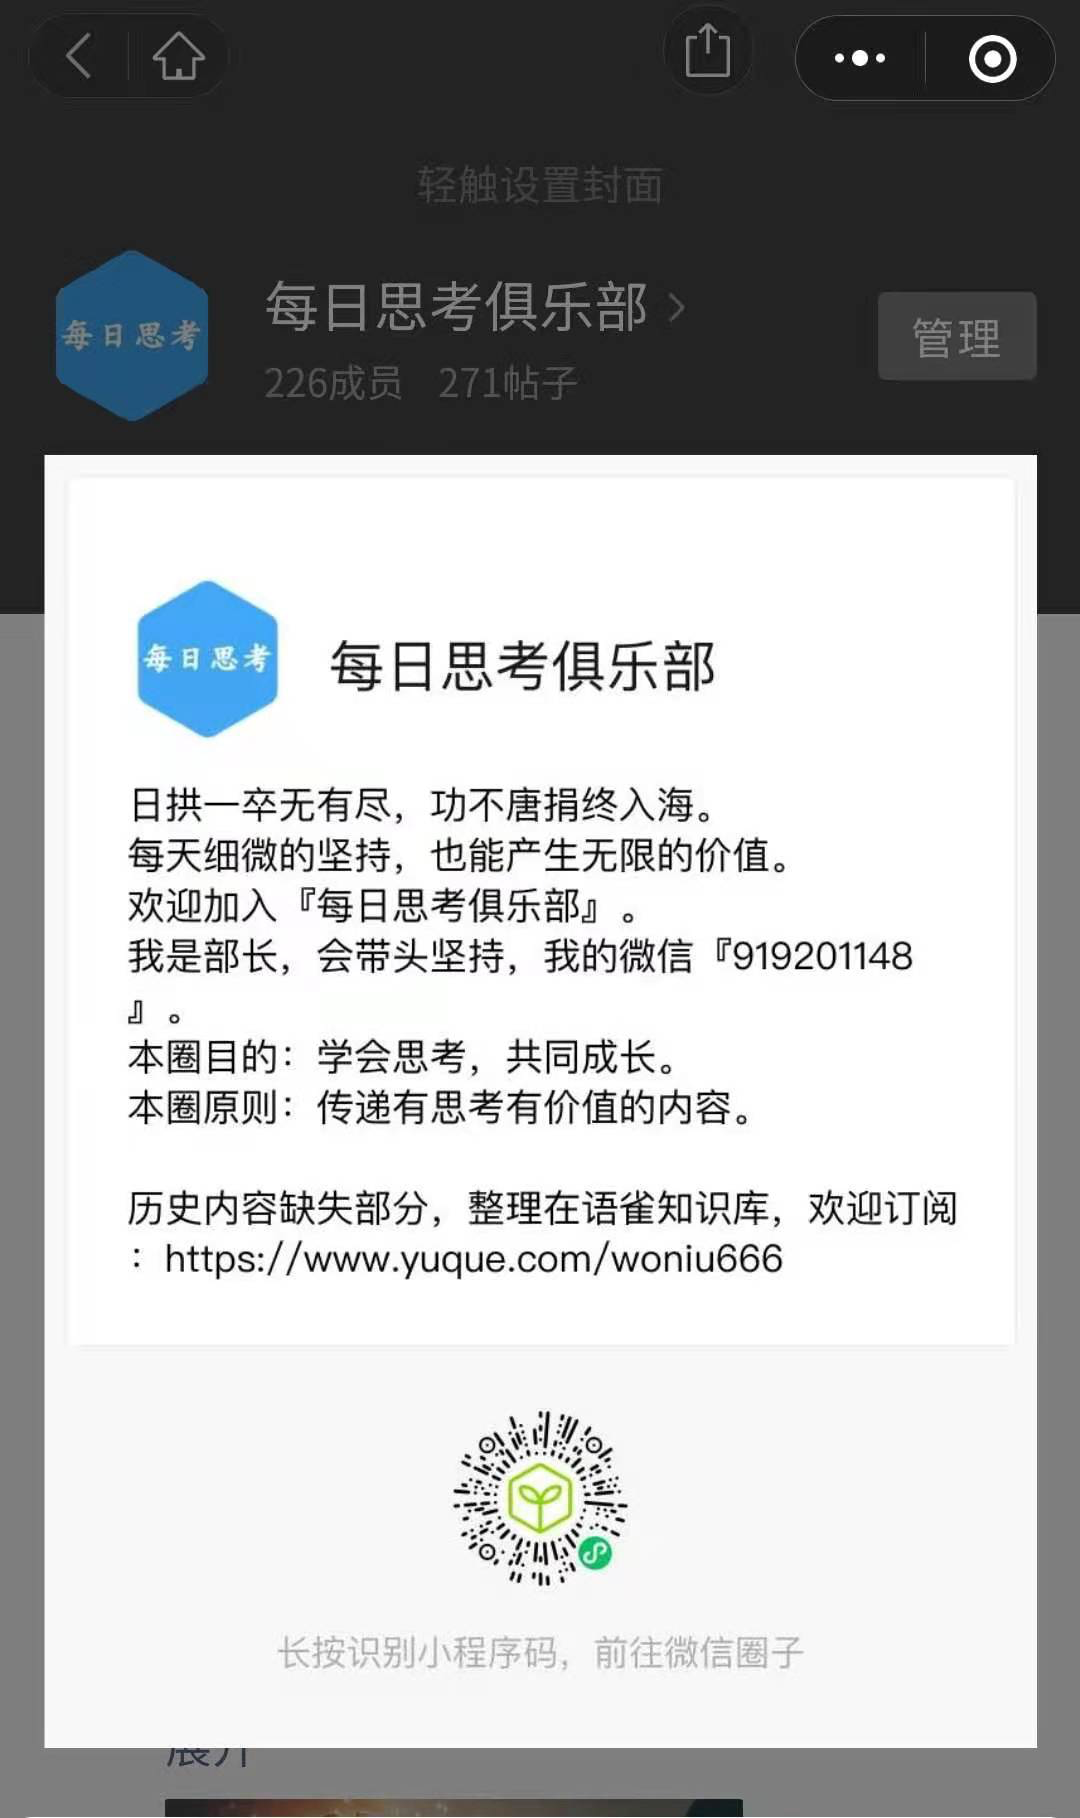 轻触设置封面
每日思考
每日思考俱乐部
226成员 271帖子
管理
每日思考
每日思考俱乐部
日拱一卒无有尽，功不唐捐终入海。
每天细微的坚持，也能产生无限的价值。
欢迎加入『每日思考俱乐部』。
我是部长，会带头坚持，我的微信『919201148
』。
本圈目的：学会思考，共同成长。
本圈原则：传递有思考有价值的内容。
历史内容缺失部分，整理在语雀知识库，欢迎订阅
：https://www.yuque.com/woniu666
长按识别小程序码，前往微信圈子
展开